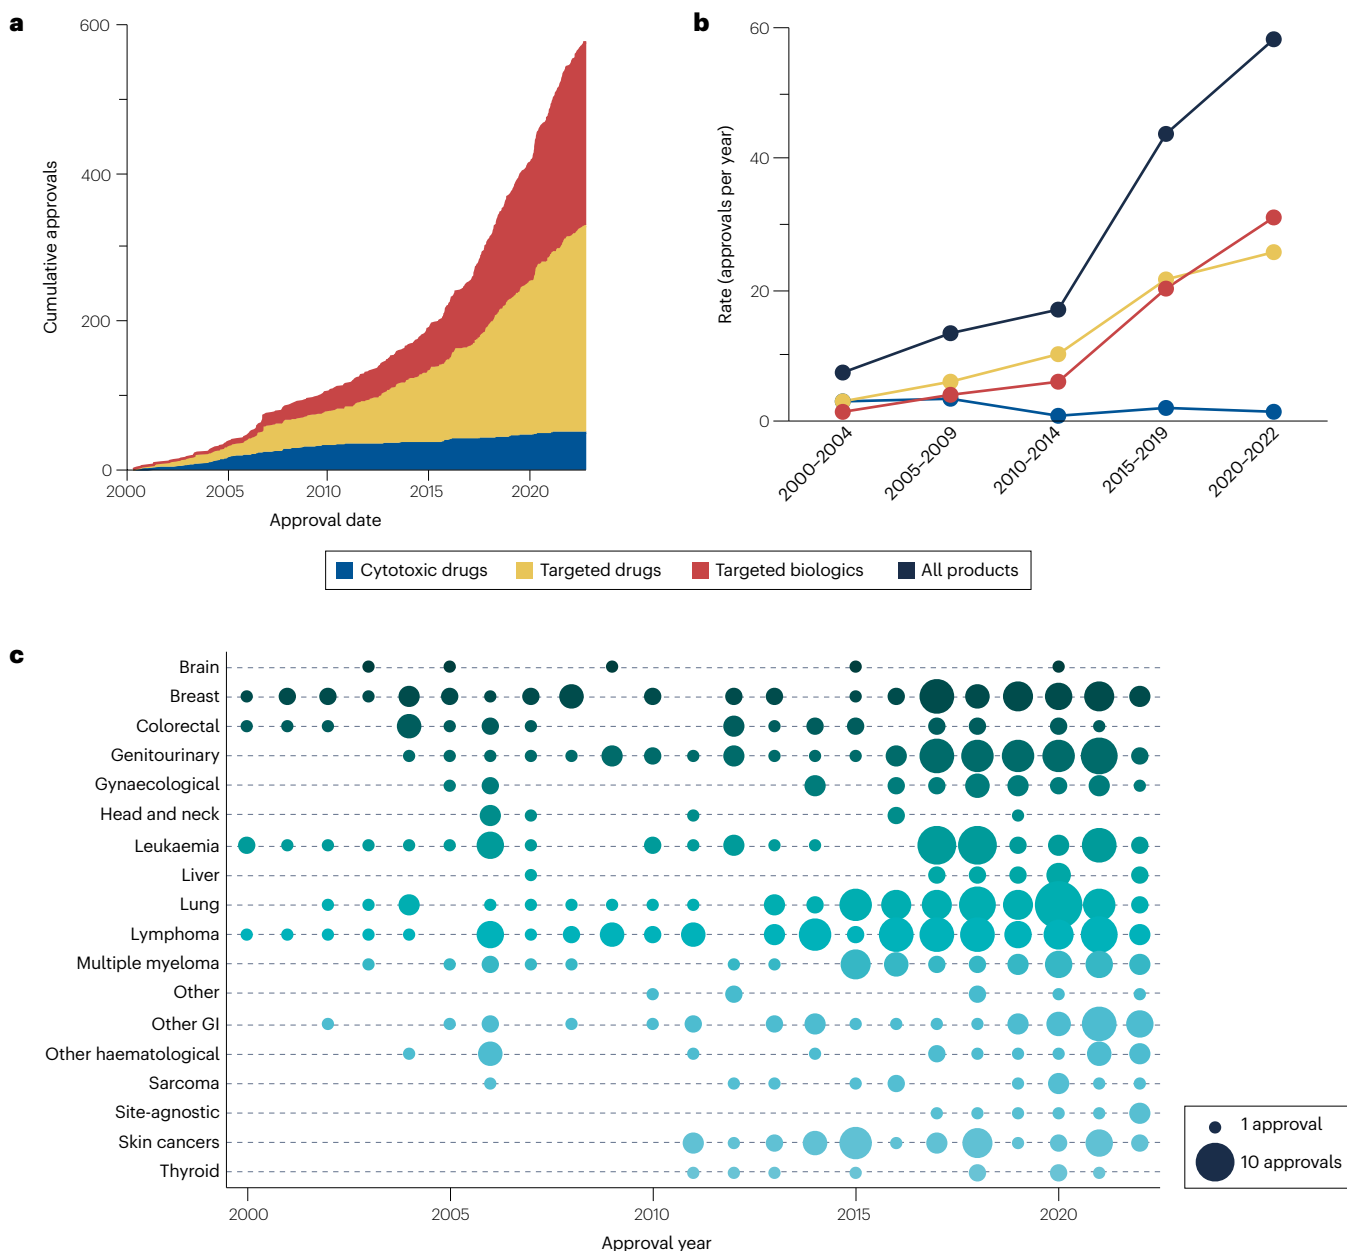 a
600
400
200
0
Cumulative approvals
2000 2005 2010 2015 2020
Approval date
b
60
40
20
0
Rate (approvals per year)
2000–2004
2005–2009
2010–2014
2015–2019
2020–2022
Cytotoxic drugs Targeted drugs Targeted biologics All products
c
Brain
Breast
Colorectal
Genitourinary
Gynaecological
Head and neck
Leukaemia
Liver
Lung
Lymphoma
Multiple myeloma
Other
Other GI
Other haematological
Sarcoma
Site-agnostic
Skin cancers
Thyroid
2000 2005 2010 2015 2020
Approval year
1 approval
10 approvals